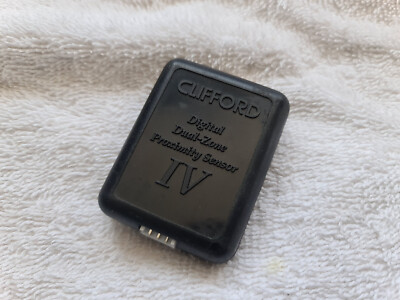 CLIFFORD
Digital
Dual-Zone
Proximity Sensor
IV